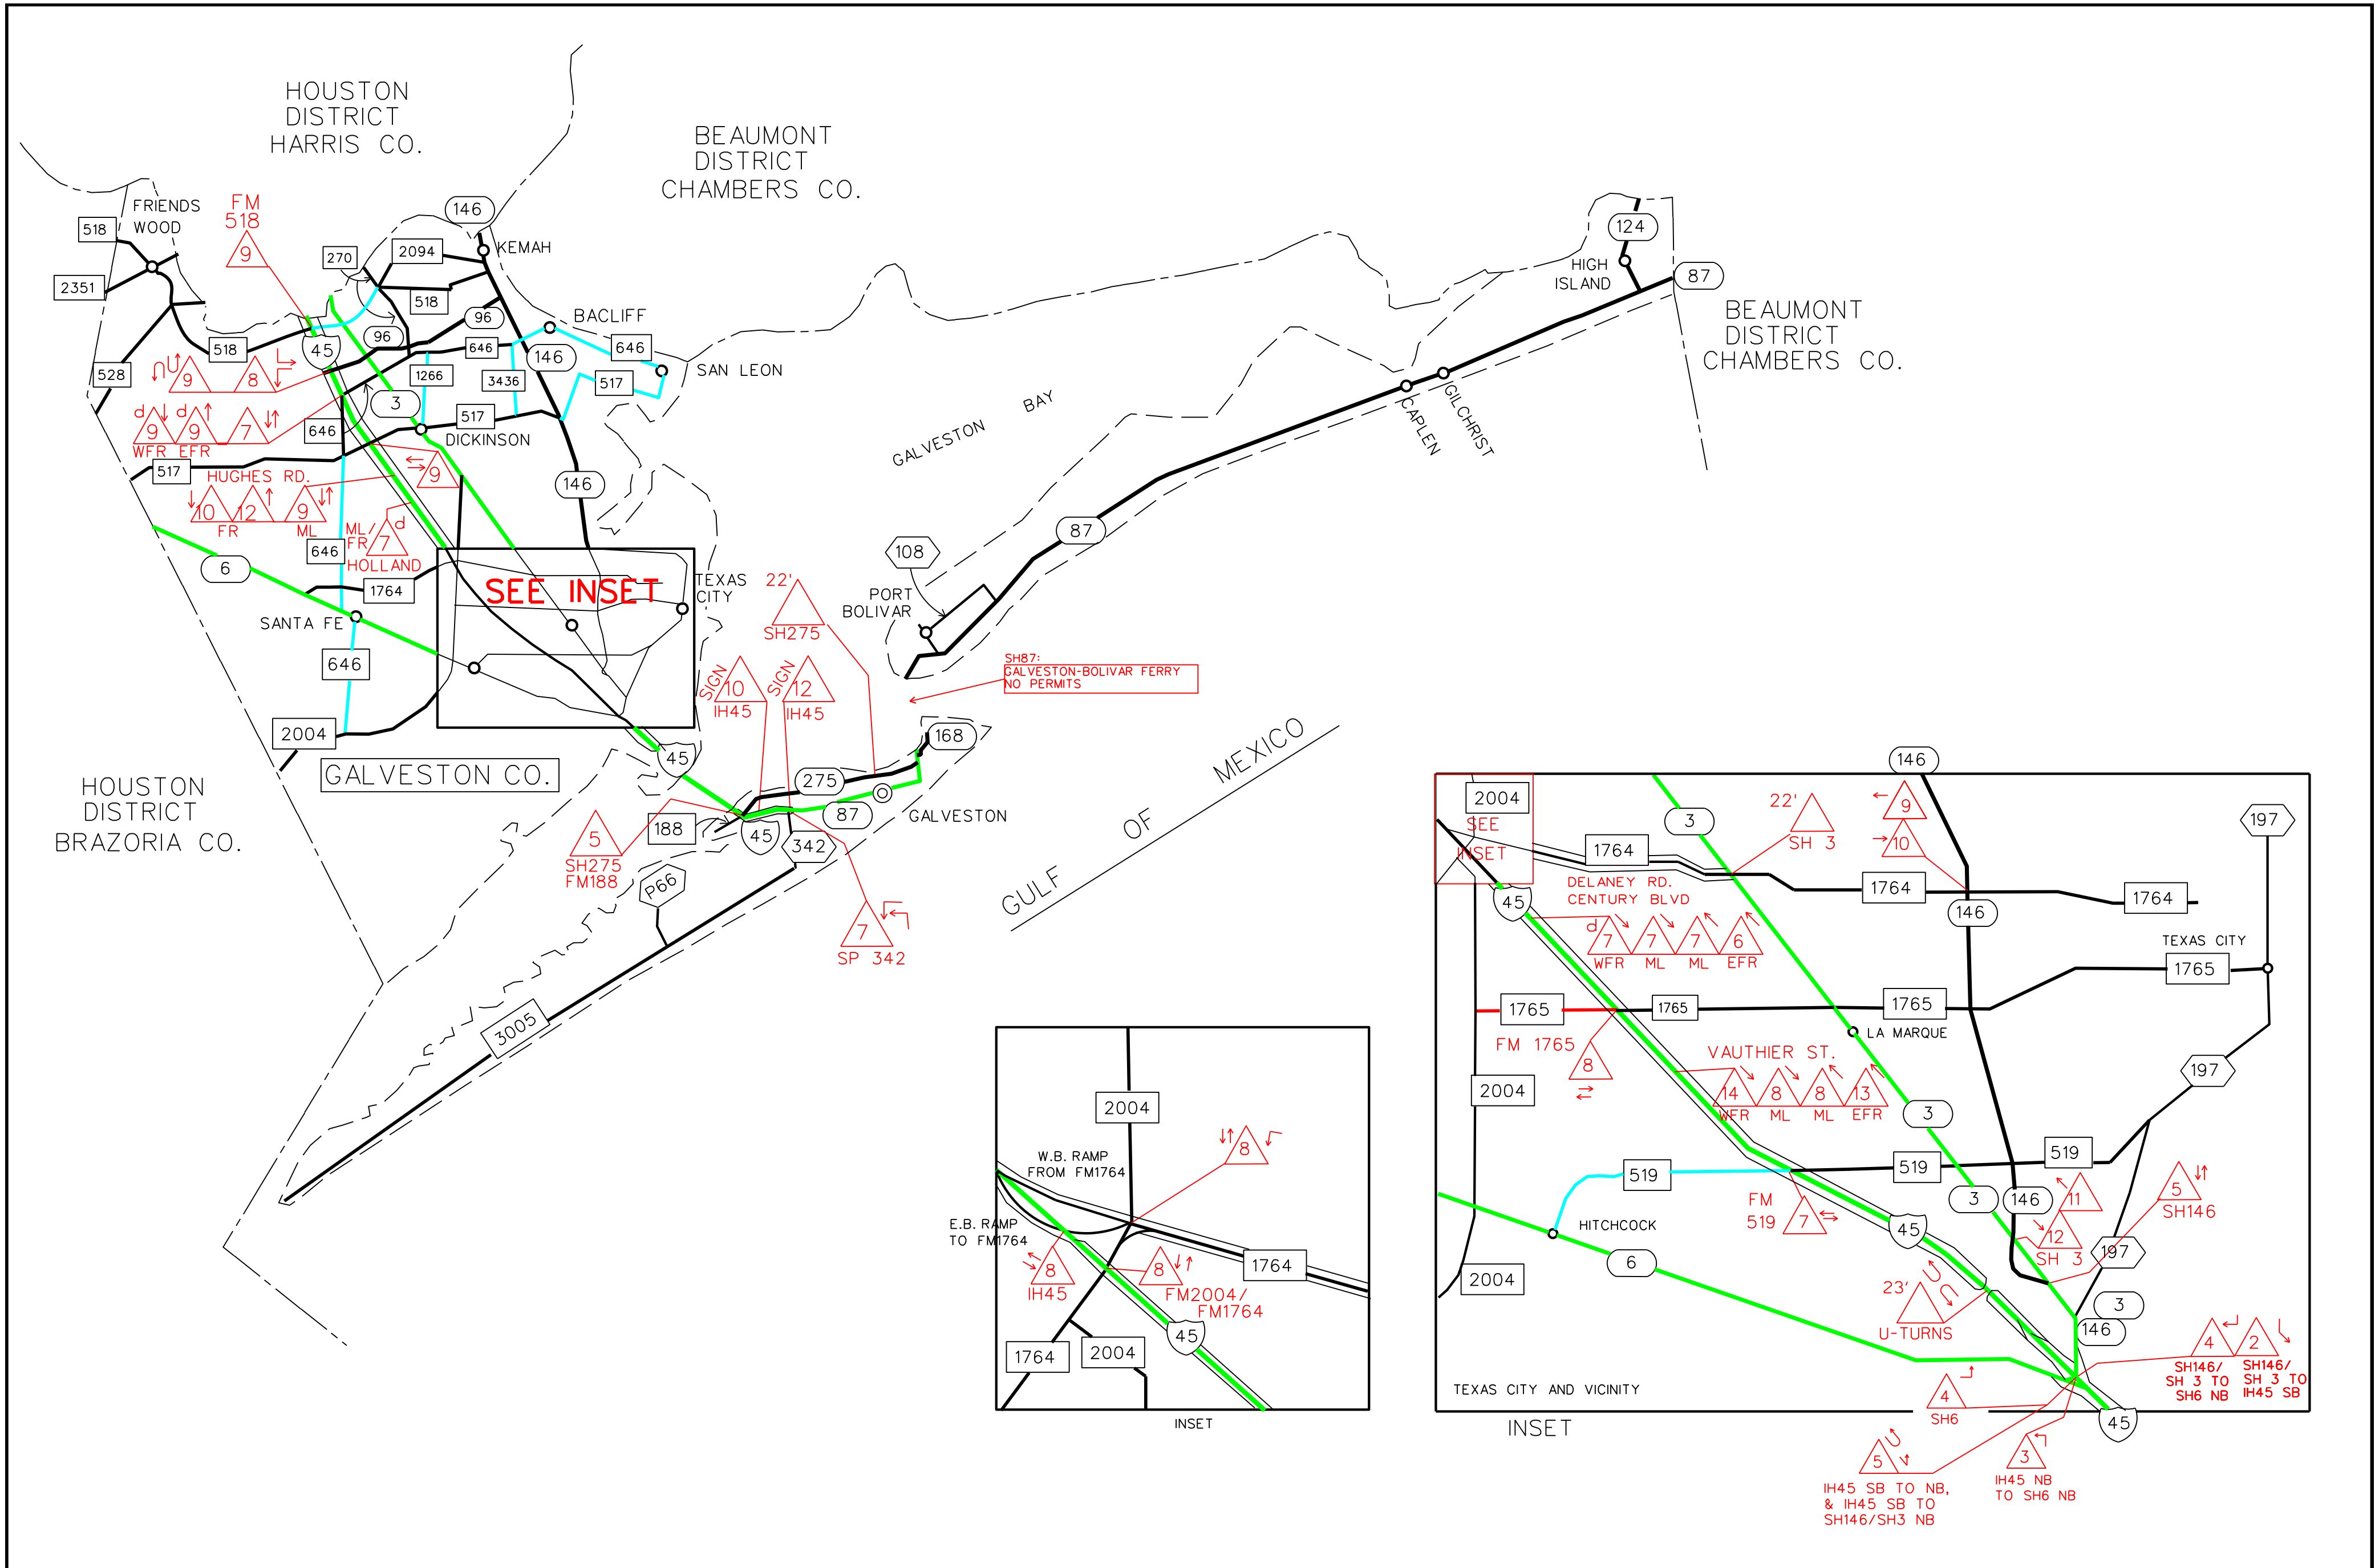 HOUSTON
DISTRICT
HARRIS CO.
BEAUMONT
DISTRICT
CHAMBERS CO.
FRIENDS
WOOD
518
2351
FM
518
9
146
KEMAH
270
2094
518
96
96
BACLIFF
646
646
SAN LEON
518
45
146
528
9
8
1266
3436
517
3
517
d
9
d
9
7
WFR
EFR
646
DICKINSON
517
HUGHES RD.
9
146
10
12
9
FR
ML
ML/
FR
7
d
HOLLAND
646
6
1764
SEE INSET
TEXAS
CITY
SANTA FE
646
2004
GALVESTON CO.
HOUSTON
DISTRICT
BRAZORIA CO.
124
HIGH
ISLAND
87
BEAUMONT
DISTRICT
CHAMBERS CO.
GALVESTON BAY
CAPLEN
GILCHRIST
87
108
PORT
BOLIVAR
22'
SH275
SH87:
GALVESTON-BOLIVAR FERRY
NO PERMITS
SIGN
10
IH45
SIGN
12
IH45
45
168
275
87
GALVESTON
5
SH275
FM188
188
45
342
P66
7
SP 342
3005
GULF OF MEXICO
2004
W.B. RAMP
FROM FM1764
8
E.B. RAMP
TO FM1764
8
IH45
8
FM2004/
FM1764
1764
45
1764
2004
INSET
146
2004
SEE
INSET
3
22'
SH 3
9
10
197
1764
1764
1764
45
DELANEY RD.
CENTURY BLVD
146
d
7
7
7
6
WFR
ML
ML
EFR
TEXAS CITY
1765
1765
1765
1765
FM 1765
8
LA MARQUE
2004
VAUTHIER ST.
14
8
8
13
WFR
ML
ML
EFR
197
3
519
519
519
FM
519
7
3
146
11
12
SH 3
5
SH146
HITCHCOCK
45
6
197
2004
23'
U-TURNS
3
146
4
2
SH146/
SH 3 TO
SH6 NB
SH146/
SH 3 TO
IH45 SB
TEXAS CITY AND VICINITY
4
SH6
INSET
45
5
IH45 SB TO NB,
& IH45 SB TO
SH146/SH3 NB
3
IH45 NB
TO SH6 NB